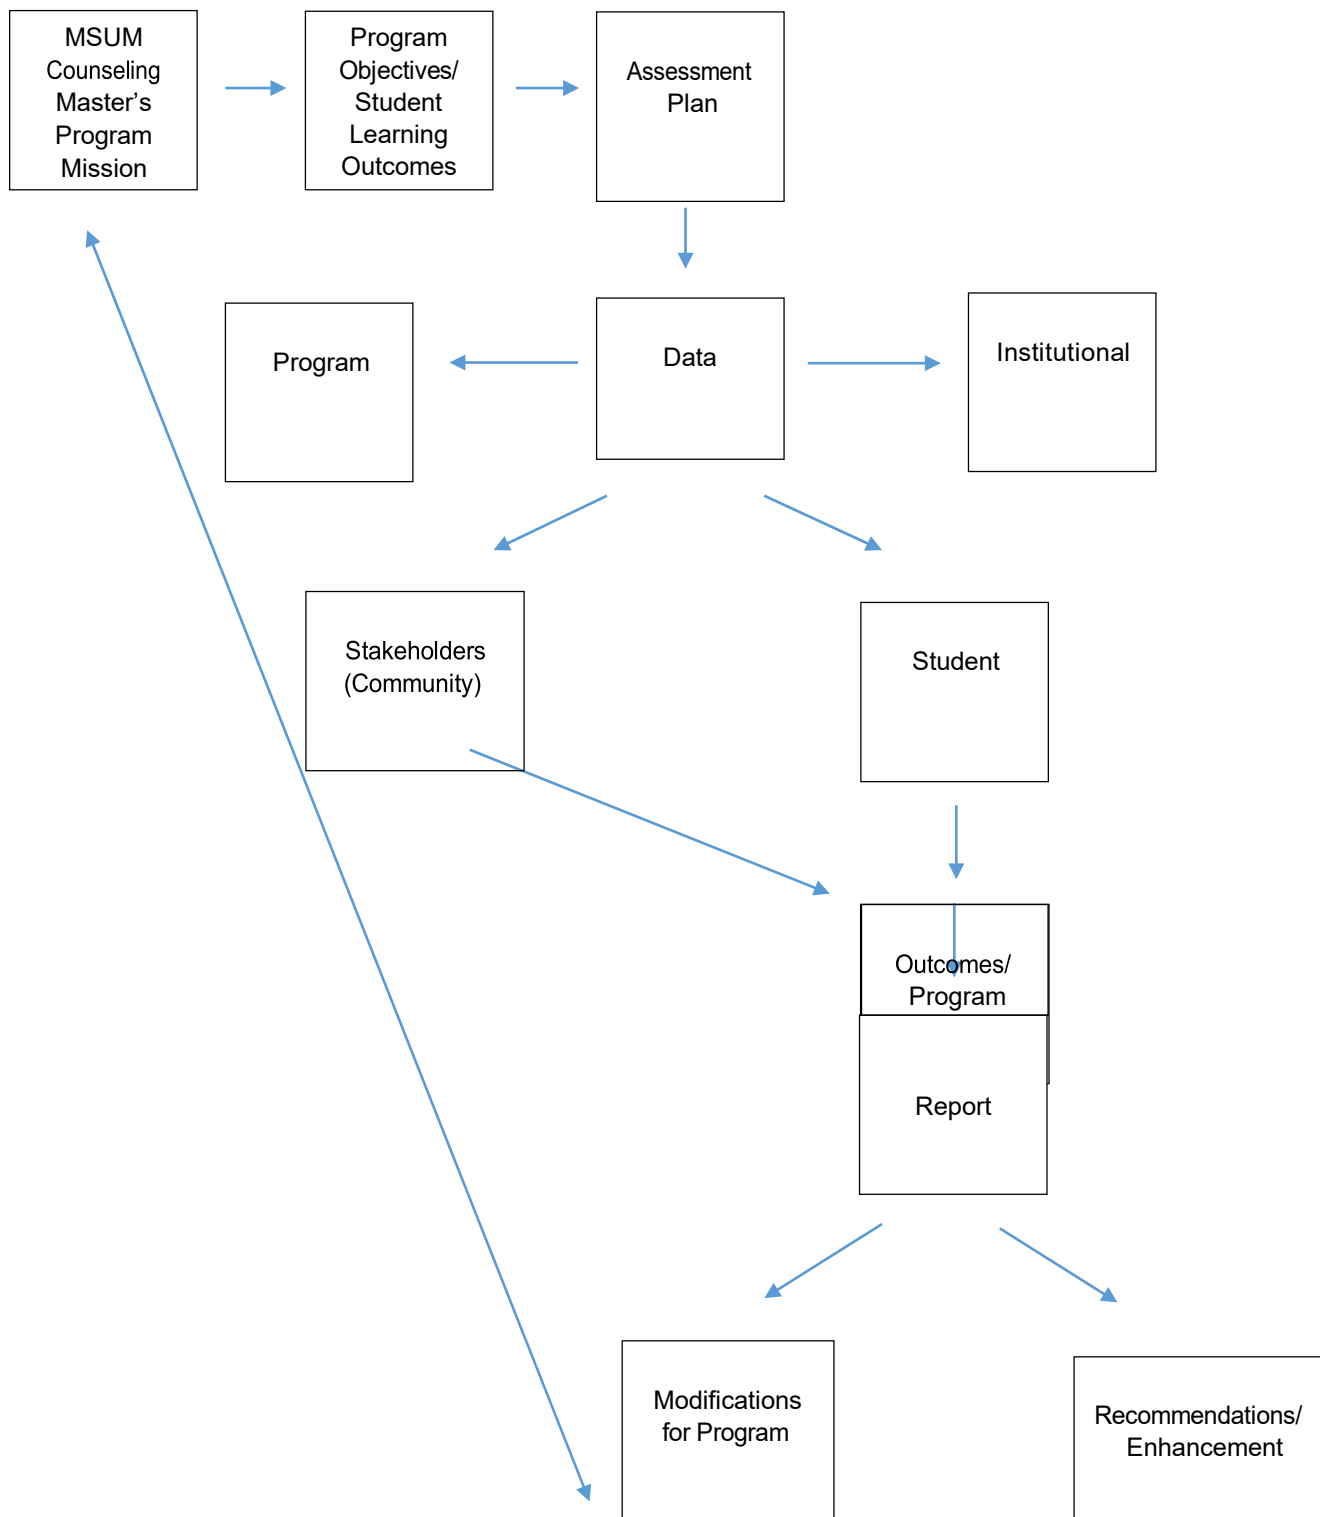 MSUM
Counseling
Master’s
Program
Mission
Program
Objectives/
Student
Learning
Outcomes
Assessment
Plan
Program
Data
Institutional
Stakeholders
(Community)
Student
Outcomes/
Program
Report
Modifications
for Program
Recommendations/
Enhancement